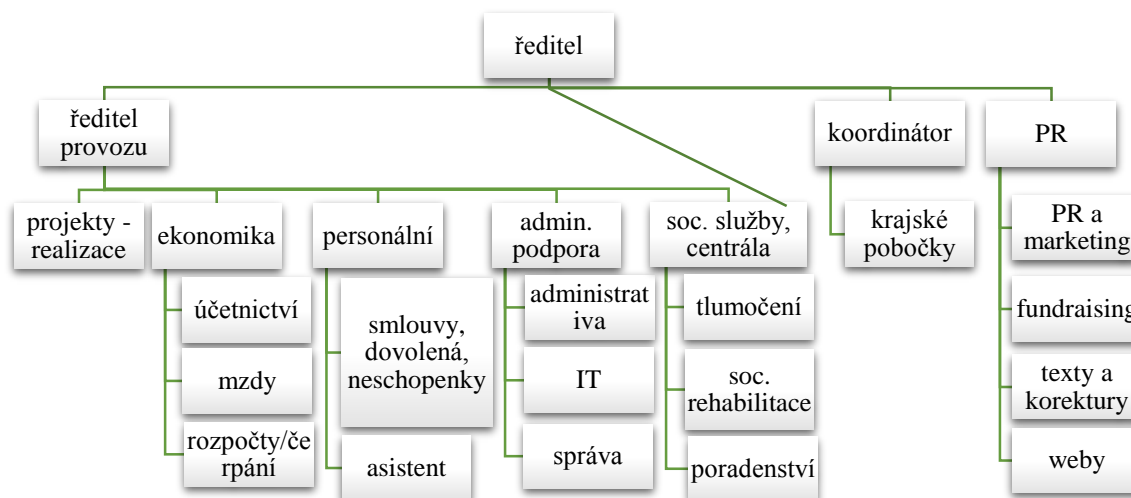 ředitel
ředitel
provozu
koordinátor
PR
projekty -
realizace
ekonomika
personální
admin.
podpora
soc. služby,
centrála
krajské
pobočky
PR a
marketing
účetnictví
smlouvy,
dovolená,
neschopenky
administrat
iva
tlumočení
fundraising
mzdy
IT
soc.
rehabilitace
texty a
korektury
rozpočty/če
rpání
asistent
správa
poradenství
weby